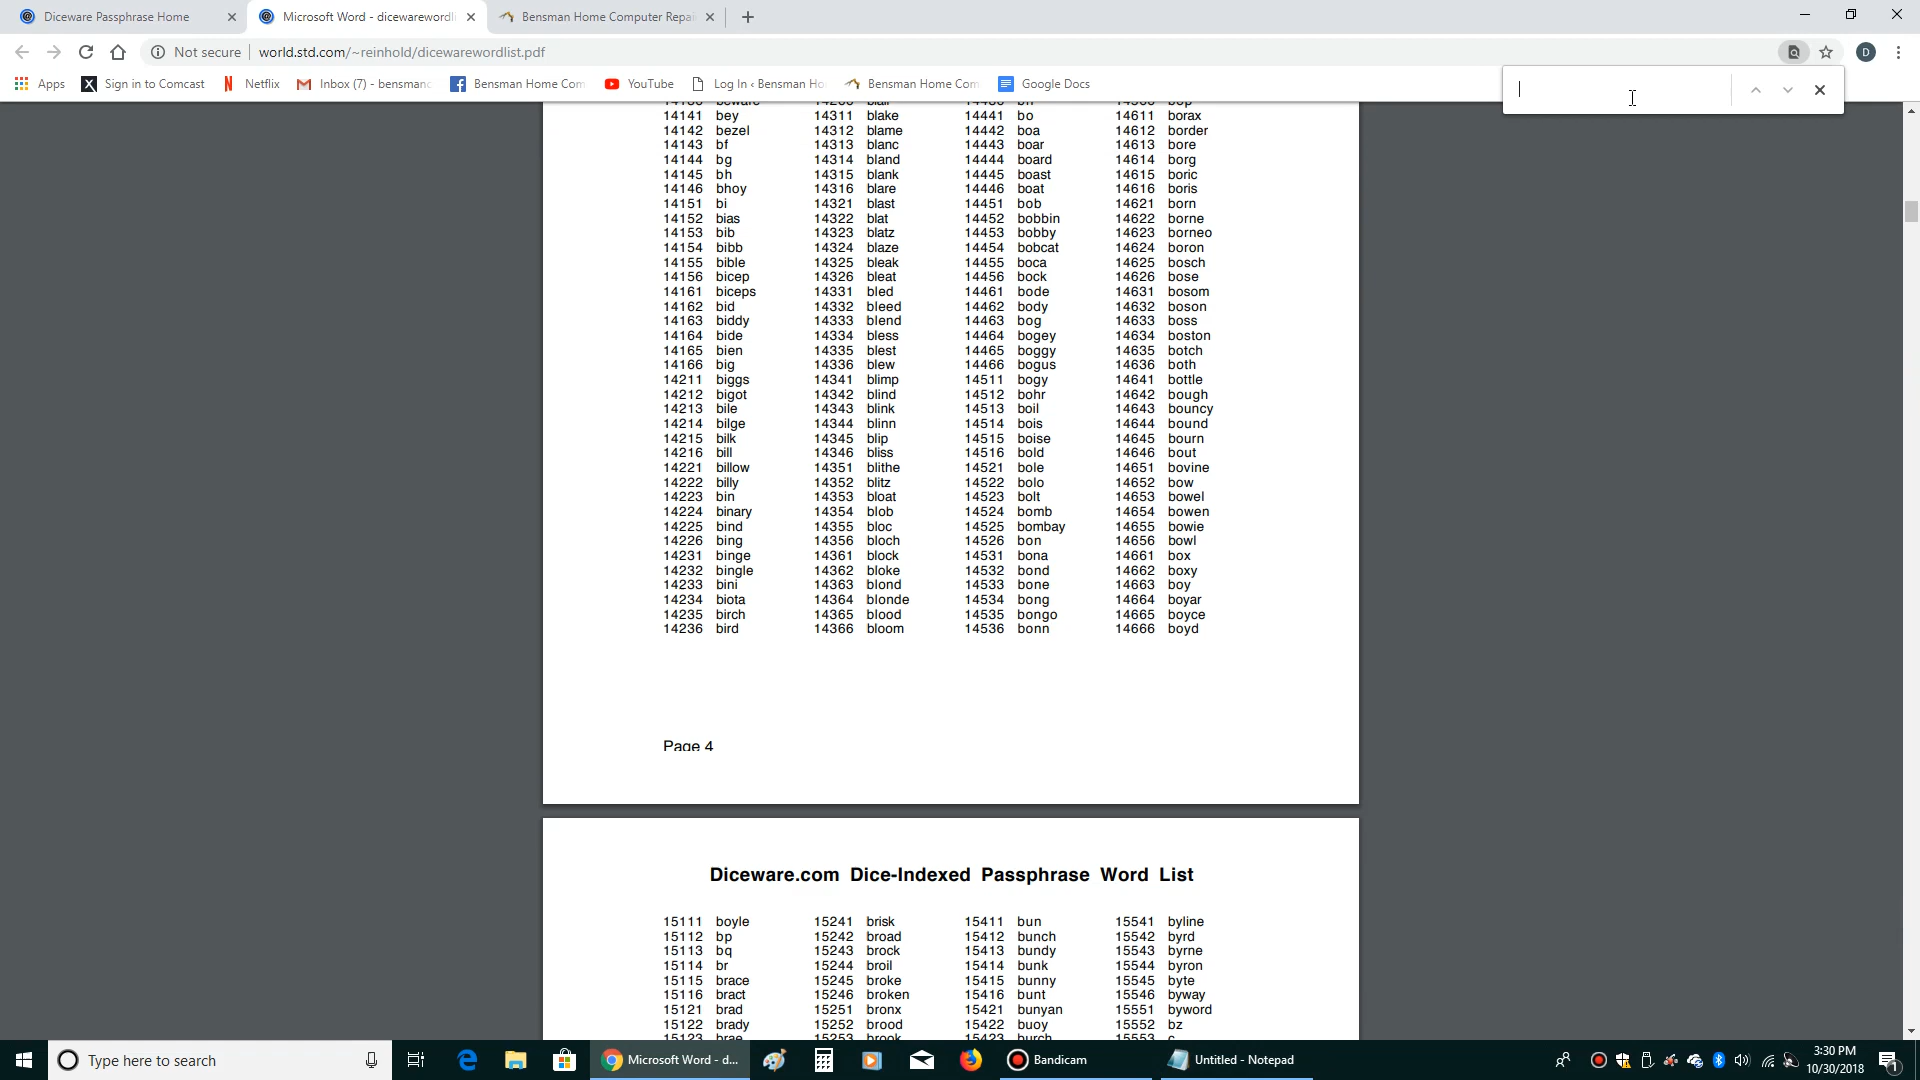 Diceware Passphrase Home
Microsoft Word - dicewarewordli
Bensman Home Computer Repai
Not secure | world.std.com/~reinhold/dicewarewordlist.pdf
D
Apps Sign in to Comcast Netflix Inbox (7) - bensmanc Bensman Home Com YouTube Log In ‹ Bensman Ho Bensman Home Com Google Docs
14141 bey 14311 blake 14441 bo 14611 borax
14142 bezel 14312 blame 14442 boa 14612 border
14143 bf 14313 blanc 14443 boar 14613 bore
14144 bg 14314 bland 14444 board 14614 borg
14145 bh 14315 blank 14445 boast 14615 boric
14146 bhoy 14316 blare 14446 boat 14616 boris
14151 bi 14321 blast 14451 bob 14621 born
14152 bias 14322 blat 14452 bobbin 14622 borne
14153 bib 14323 blatz 14453 bobby 14623 borneo
14154 bibb 14324 blaze 14454 bobcat 14624 boron
14155 bible 14325 bleak 14455 boca 14625 bosch
14156 bicep 14326 bleat 14456 bock 14626 bose
14161 biceps 14331 bled 14461 bode 14631 bosom
14162 bid 14332 bleed 14462 body 14632 boson
14163 biddy 14333 blend 14463 bog 14633 boss
14164 bide 14334 bless 14464 bogey 14634 boston
14165 bien 14335 blest 14465 boggy 14635 botch
14166 big 14336 blew 14466 bogus 14636 both
14211 biggs 14341 blimp 14511 bogy 14641 bottle
14212 bigot 14342 blind 14512 bohr 14642 bough
14213 bile 14343 blink 14513 boil 14643 bouncy
14214 bilge 14344 blinn 14514 bois 14644 bound
14215 bilk 14345 blip 14515 boise 14645 bourn
14216 bill 14346 bliss 14516 bold 14646 bout
14221 billow 14351 blithe 14521 bole 14651 bovine
14222 billy 14352 blitz 14522 bolo 14652 bow
14223 bin 14353 bloat 14523 bolt 14653 bowel
14224 binary 14354 blob 14524 bomb 14654 bowen
14225 bind 14355 bloc 14525 bombay 14655 bowie
14226 bing 14356 bloch 14526 bon 14656 bowl
14231 binge 14361 block 14531 bona 14661 box
14232 bingle 14362 bloke 14532 bond 14662 boxy
14233 bini 14363 blond 14533 bone 14663 boy
14234 biota 14364 blonde 14534 bong 14664 boyar
14235 birch 14365 blood 14535 bongo 14665 boyce
14236 bird 14366 bloom 14536 bonn 14666 boyd
Page 4
Diceware.com Dice-Indexed Passphrase Word List
15111 boyle 15241 brisk 15411 bun 15541 byline
15112 bp 15242 broad 15412 bunch 15542 byrd
15113 bq 15243 brock 15413 bundy 15543 byrne
15114 br 15244 broil 15414 bunk 15544 byron
15115 brace 15245 broke 15415 bunny 15545 byte
15116 bract 15246 broken 15416 bunt 15546 byway
15121 brad 15251 bronx 15421 bunyan 15551 byword
15122 brady 15252 brood 15422 buoy 15552 bz
15123 brae 15253 brook 15423 burch 15553 c
Type here to search
Microsoft Word - d...
Bandicam
Untitled - Notepad
3:30 PM
10/30/2018
1